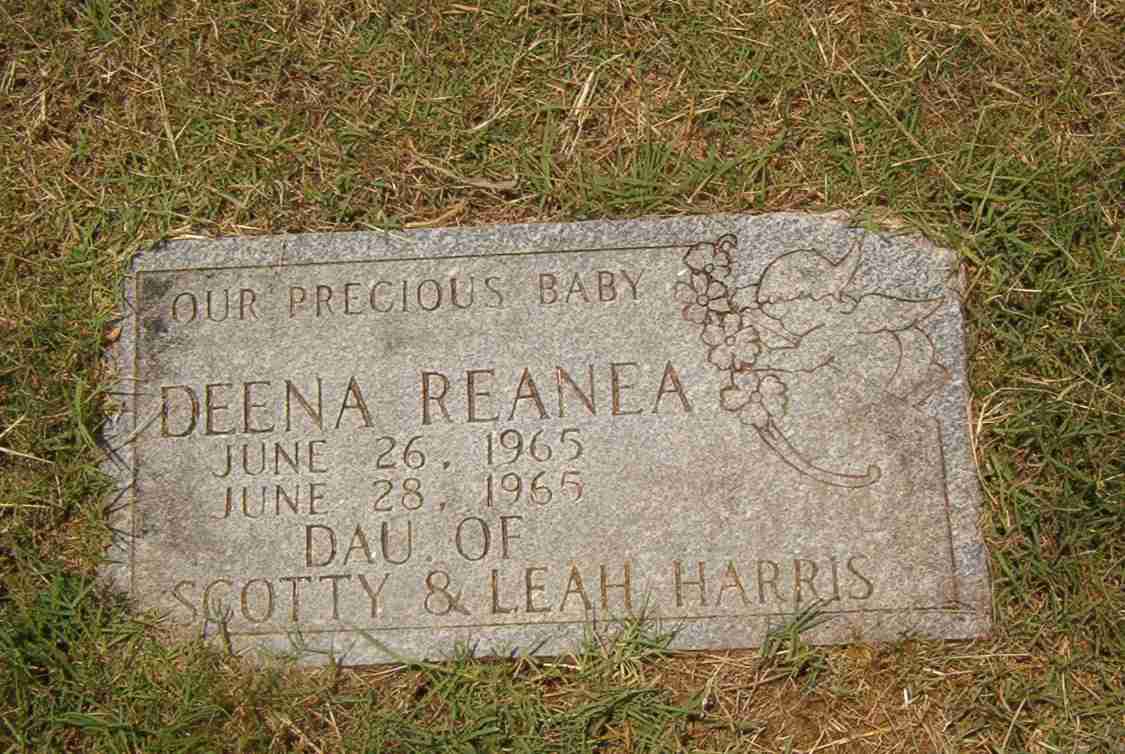 OUR PRECIOUS BABY
DEENA REANEA
JUNE 26, 1965
JUNE 28, 1965
DAU. OF
SCOTTY & LEAH HARRIS